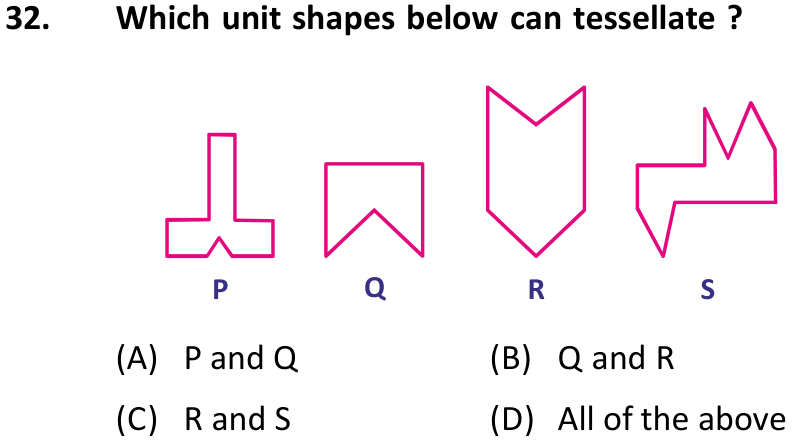 32. Which unit shapes below can tessellate ?
P Q R S
(A) P and Q (B) Q and R
(C) R and S (D) All of the above